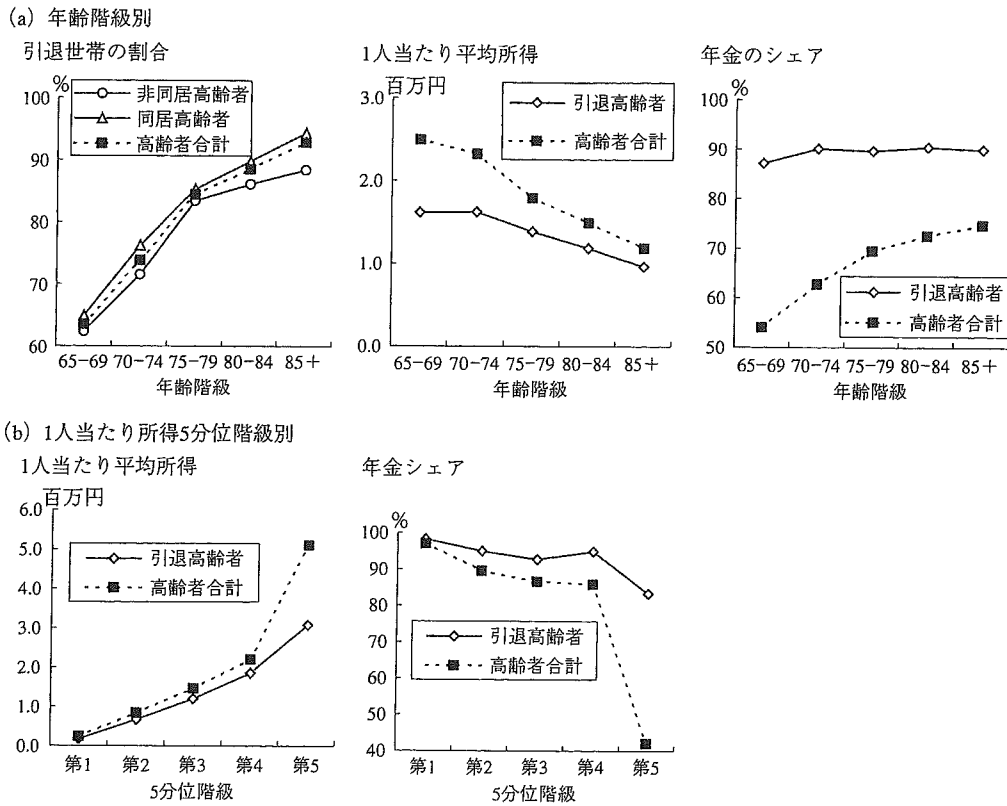 (a) 年齢階級別
引退世帯の割合
%
100
90
80
70
60
非同居高齢者
同居高齢者
高齢者合計
65-69 70-74 75-79 80-84 85+
年齢階級
1人当たり平均所得
百万円
3.0
2.0
1.0
0.0
引退高齢者
高齢者合計
65-69 70-74 75-79 80-84 85+
年齢階級
年金のシェア
%
100
90
80
70
60
50
引退高齢者
高齢者合計
65-69 70-74 75-79 80-84 85+
年齢階級
(b) 1人当たり所得5分位階級別
1人当たり平均所得
百万円
6.0
5.0
4.0
3.0
2.0
1.0
0.0
引退高齢者
高齢者合計
第1 第2 第3 第4 第5
5分位階級
年金シェア
%
100
90
80
70
60
50
40
引退高齢者
高齢者合計
第1 第2 第3 第4 第5
5分位階級